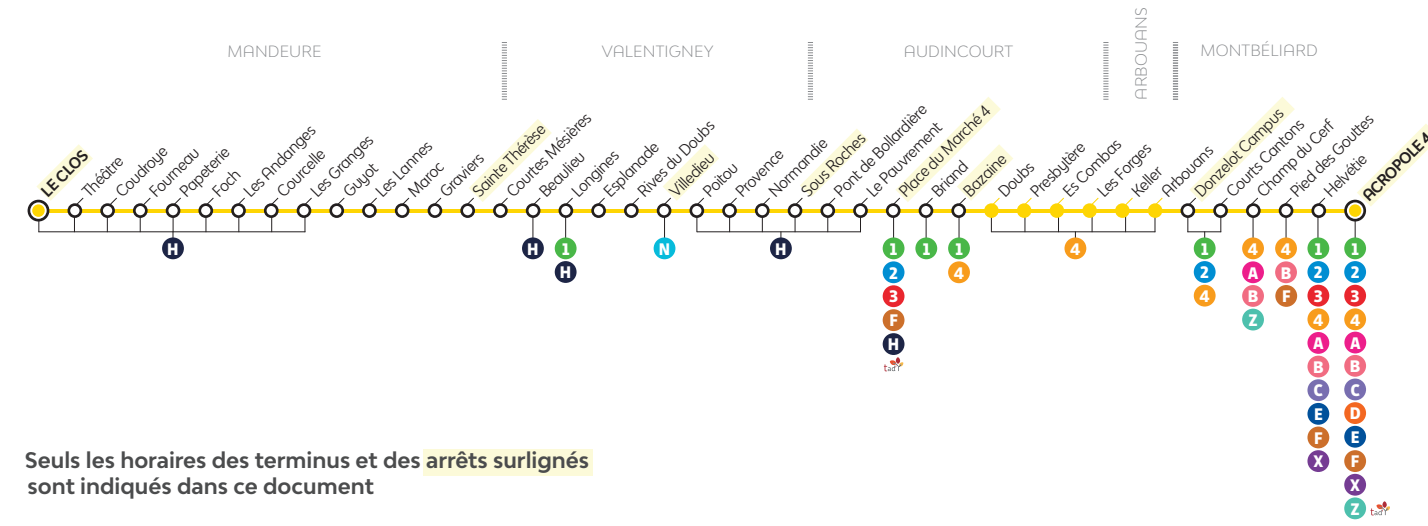 MANDEURE
VALENTIGNEY
AUDINCOURT
ARBOUANS
MONTBÉLIARD
LE CLOS
Théâtre
Coudroye
Fourneau
Papeterie
Foch
Les Andanges
Courcelle
Les Granges
Guyot
Les Lannes
Maroc
Graviers
Sainte Thérèse
Courtes Mésières
Beaulieu
Longines
Esplanade
Rives du Doubs
Villedieu
Poitou
Provence
Normandie
Sous Roches
Pont de Bollardière
Le Pauvrement
Place du Marché 4
Briand
Bazaine
Doubs
Presbytère
Es Combas
Les Forges
Keller
Arbouans
Donzelot Campus
Courts Cantons
Champ du Cerf
Pied des Gouttes
Helvétie
ACROPOLE 4
H
H
1
H
N
H
1
2
3
F
H
tad'Y
1
1
4
4
1
2
4
4
A
B
Z
4
B
F
1
2
3
4
A
B
C
E
F
X
1
2
3
4
A
B
C
D
E
F
X
Z tad'Y
Seuls les horaires des terminus et des arrêts surlignés
sont indiqués dans ce document